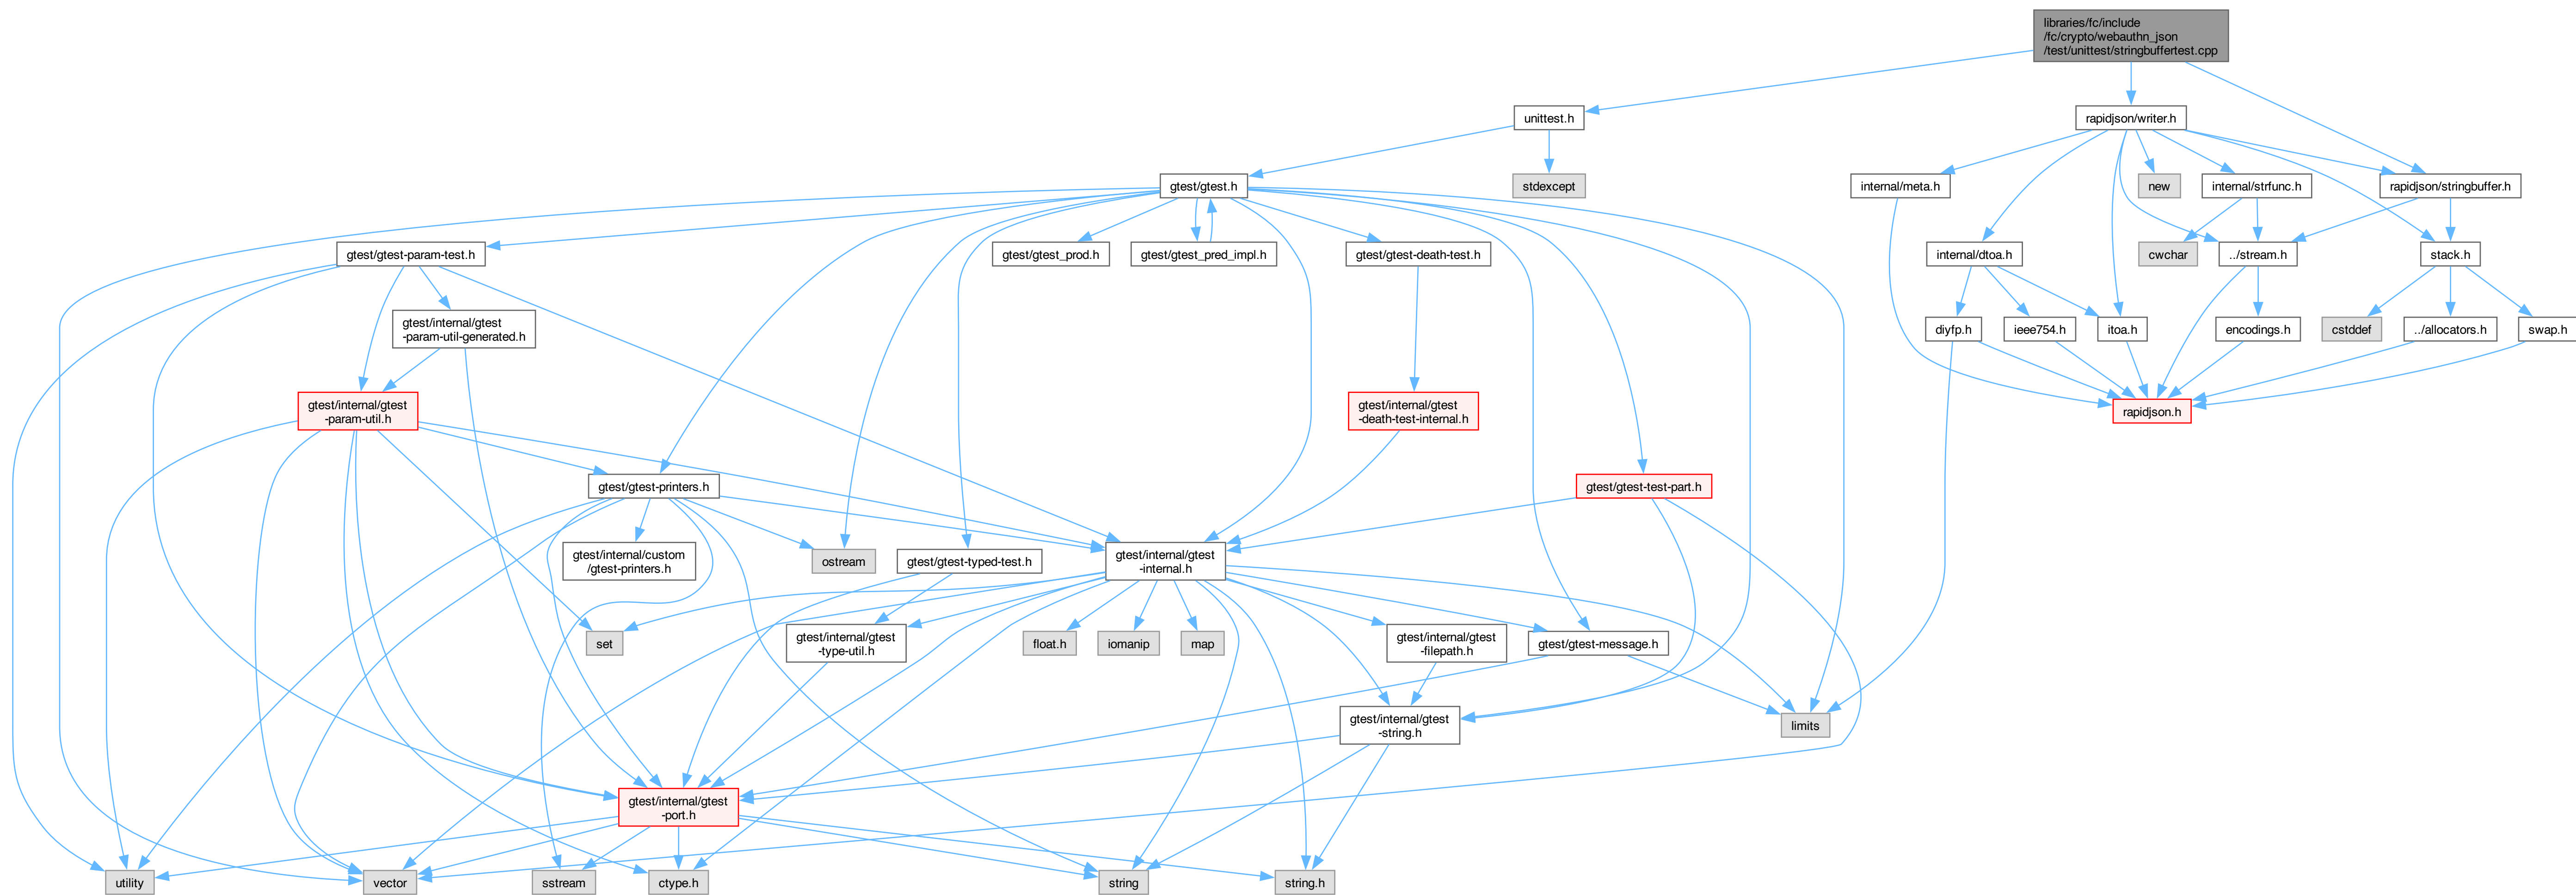 libraries/fc/include
/fc/crypto/webauthn_json
/test/unittest/stringbuffertest.cpp
unittest.h
rapidjson/writer.h
gtest/gtest.h
stdexcept
internal/meta.h
new
internal/strfunc.h
rapidjson/stringbuffer.h
gtest/gtest-param-test.h
gtest/gtest_prod.h
gtest/gtest_pred_impl.h
gtest/gtest-death-test.h
internal/dtoa.h
cwchar
../stream.h
stack.h
gtest/internal/gtest
-param-util-generated.h
diyfp.h
ieee754.h
itoa.h
encodings.h
cstddef
../allocators.h
swap.h
gtest/internal/gtest
-param-util.h
gtest/internal/gtest
-death-test-internal.h
rapidjson.h
gtest/gtest-printers.h
gtest/gtest-test-part.h
gtest/internal/custom
/gtest-printers.h
ostream
gtest/gtest-typed-test.h
gtest/internal/gtest
-internal.h
set
gtest/internal/gtest
-type-util.h
float.h
iomanip
map
gtest/internal/gtest
-filepath.h
gtest/gtest-message.h
gtest/internal/gtest
-string.h
limits
gtest/internal/gtest
-port.h
utility
vector
sstream
ctype.h
string
string.h